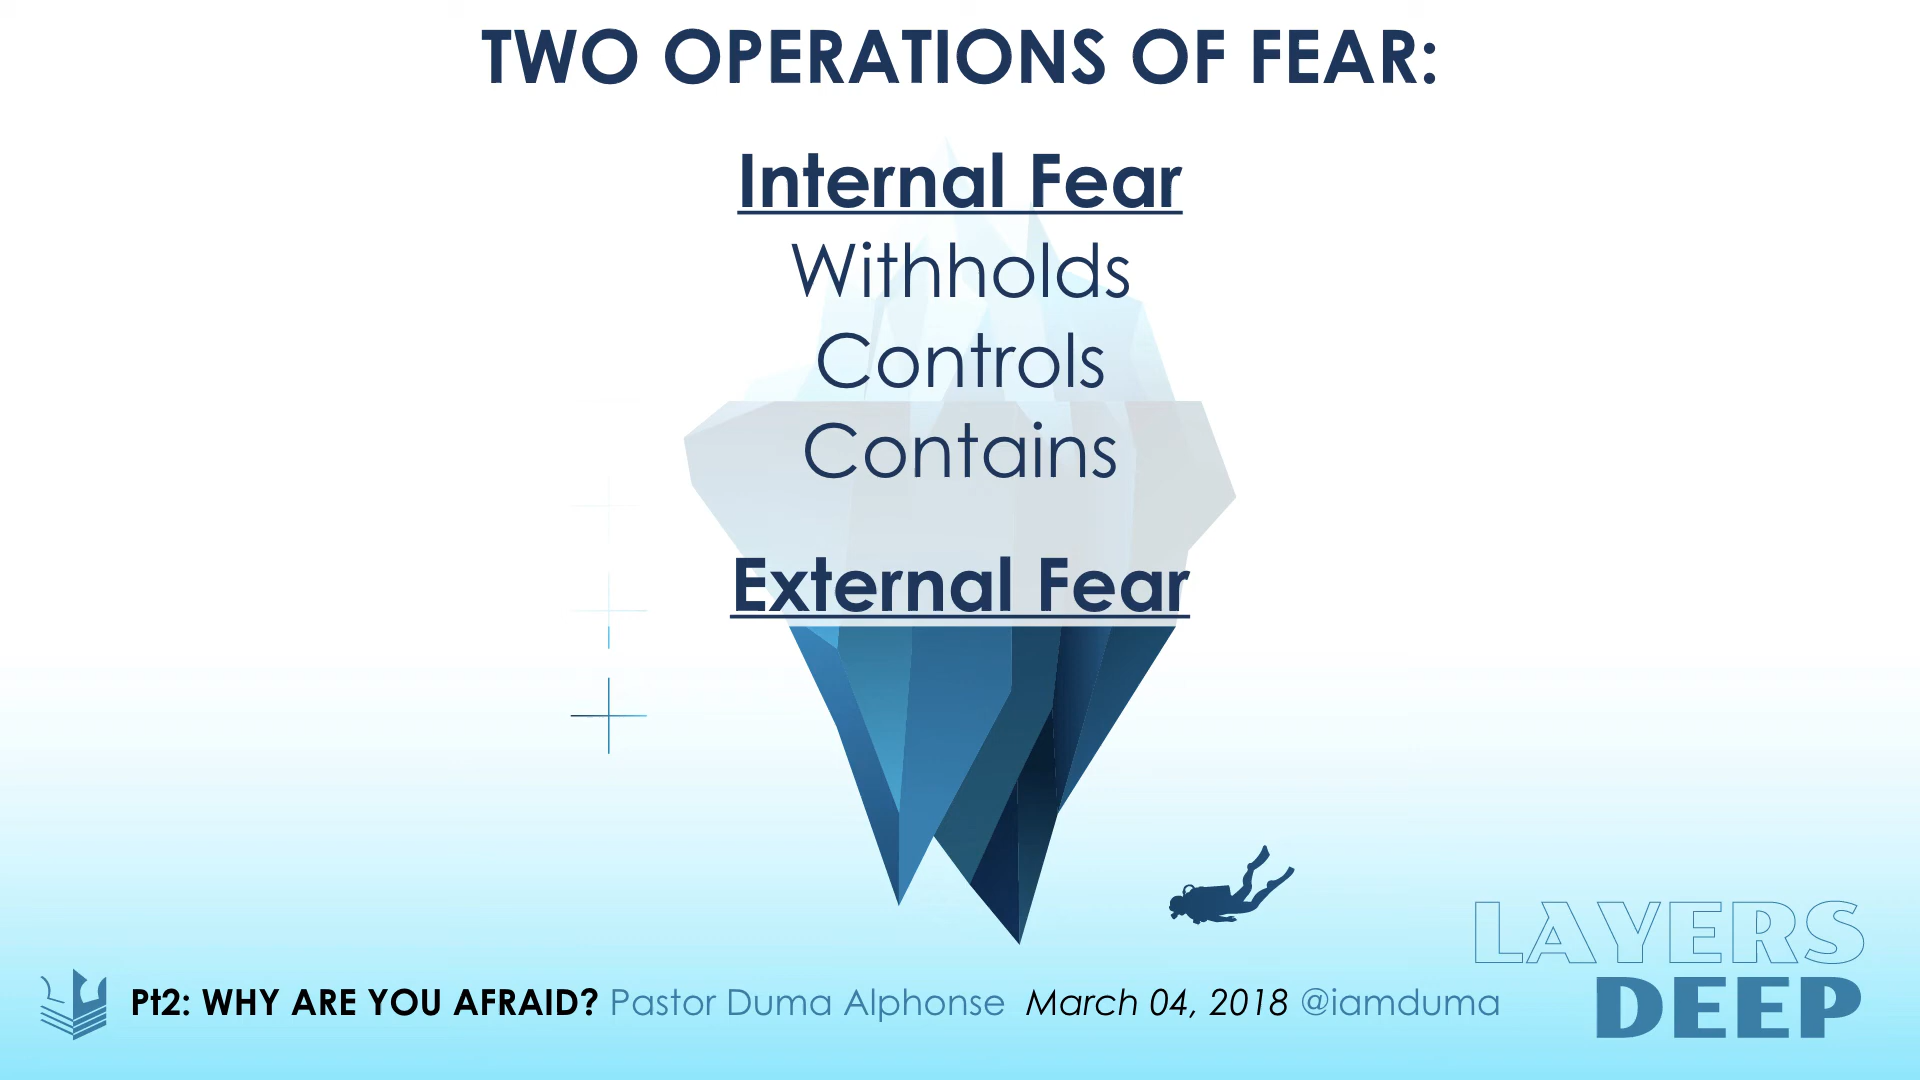 TWO OPERATIONS OF FEAR:
Internal Fear
Withholds
Controls
Contains
External Fear
LAYERS
DEEP
Pt2: WHY ARE YOU AFRAID? Pastor Duma Alphonse March 04, 2018 @iamduma